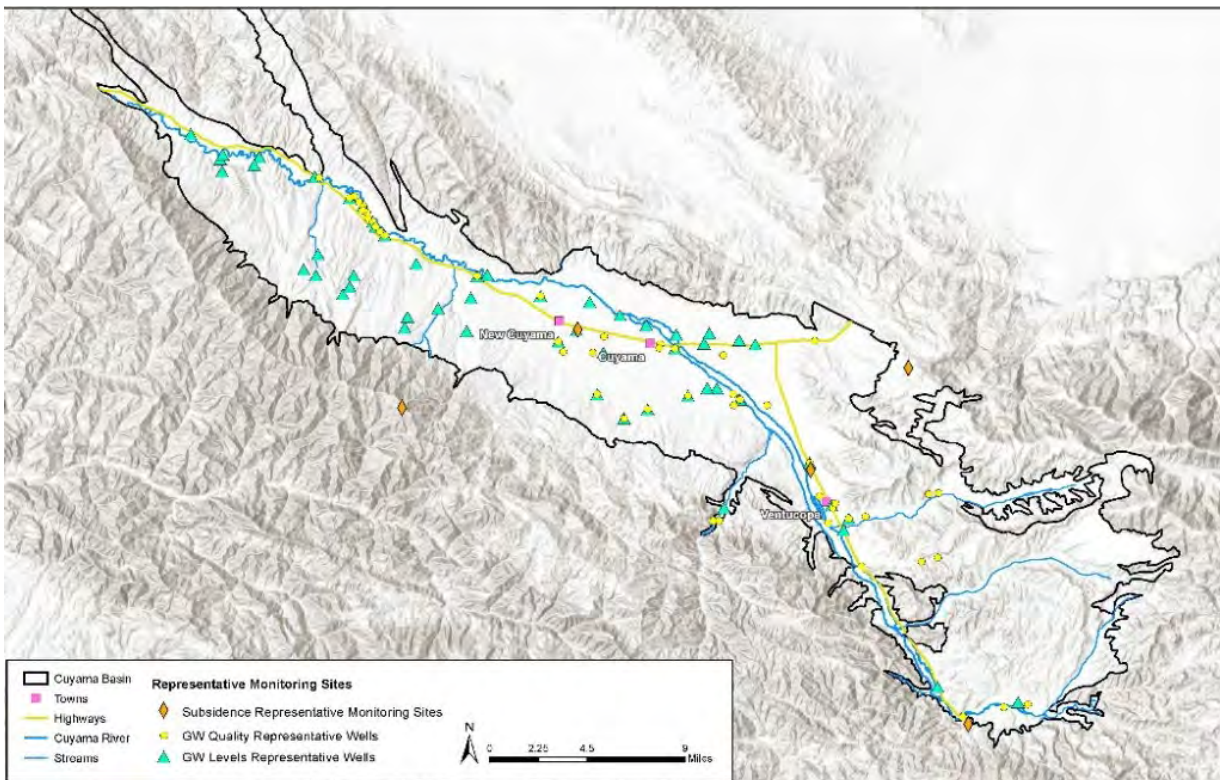 New Cuyama
Cuyama
Ventucopa
Cuyama Basin
Towns
Highways
Cuyama River
Streams
Representative Monitoring Sites
Subsidence Representative Monitoring Sites
GW Quality Representative Wells
GW Levels Representative Wells
N
0 2.25 4.5 9
Miles